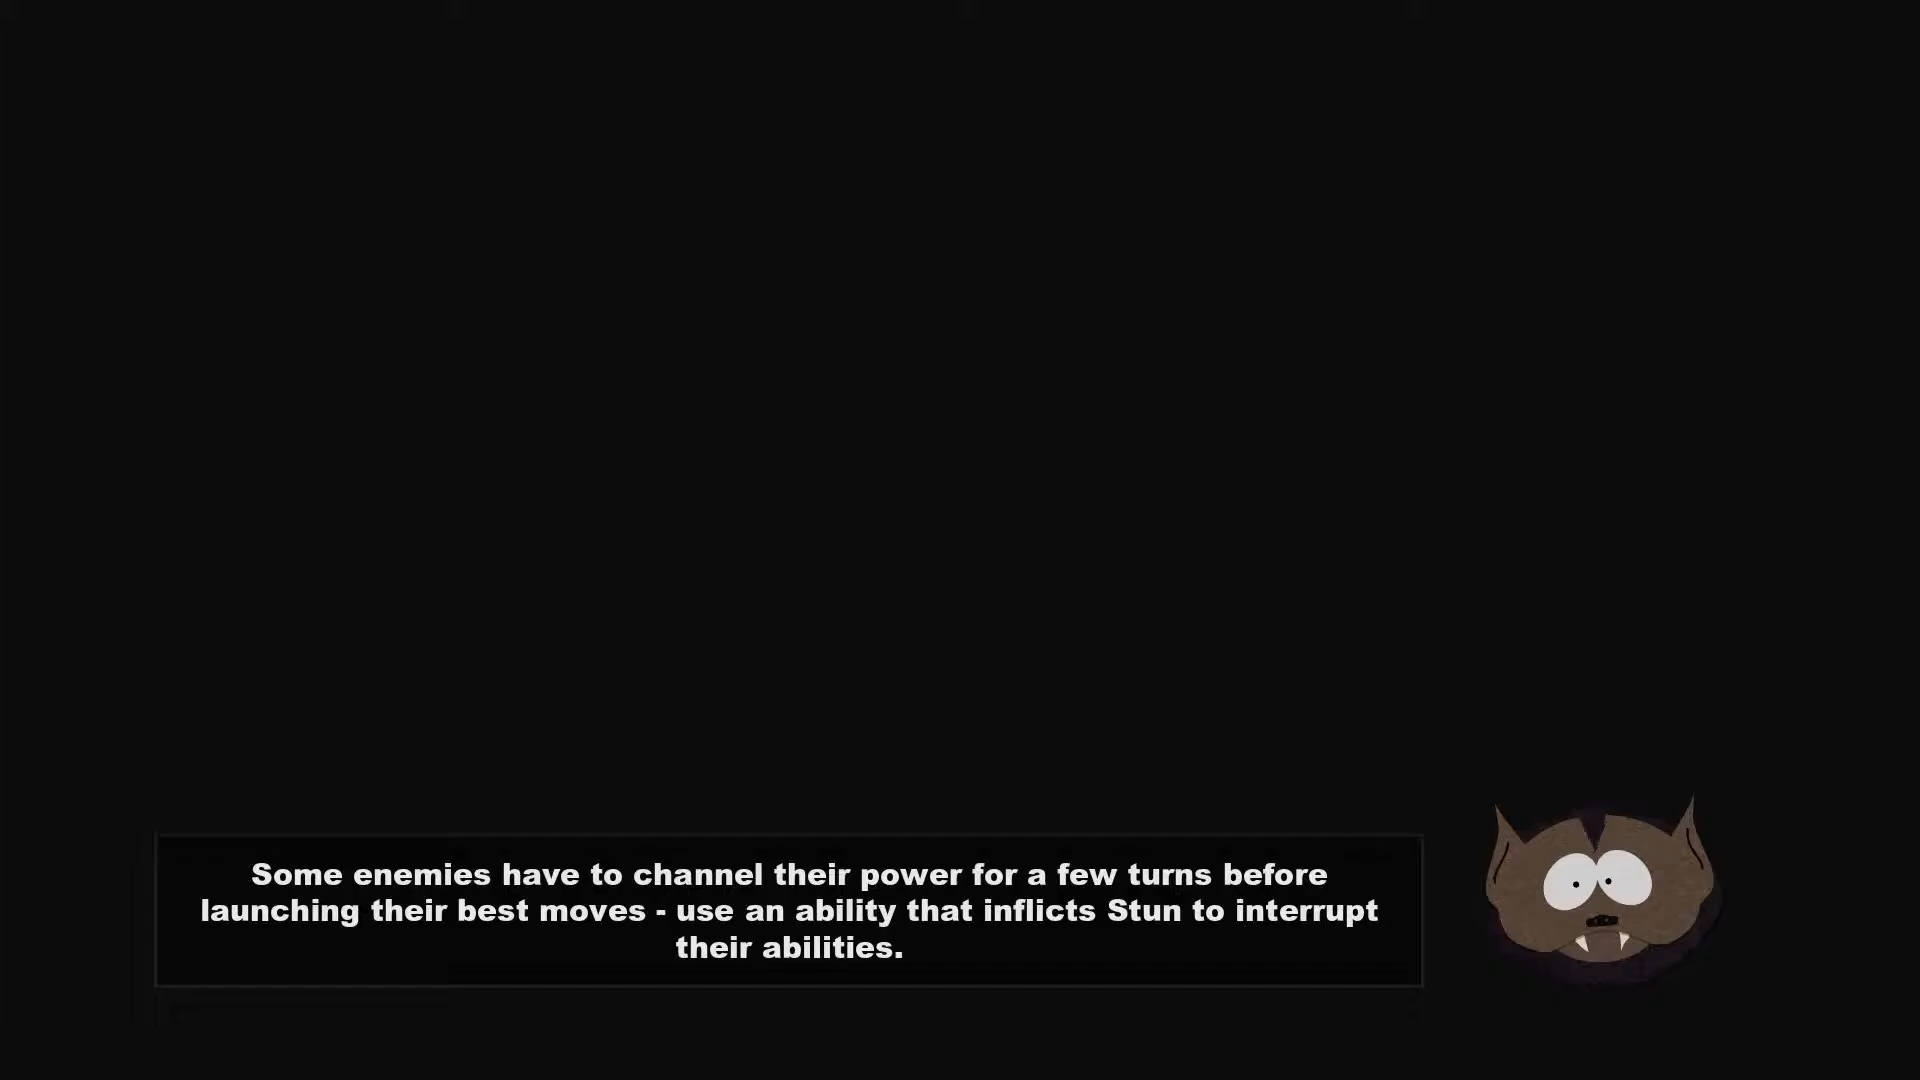 Some enemies have to channel their power for a few turns before
launching their best moves - use an ability that inflicts Stun to interrupt
their abilities.